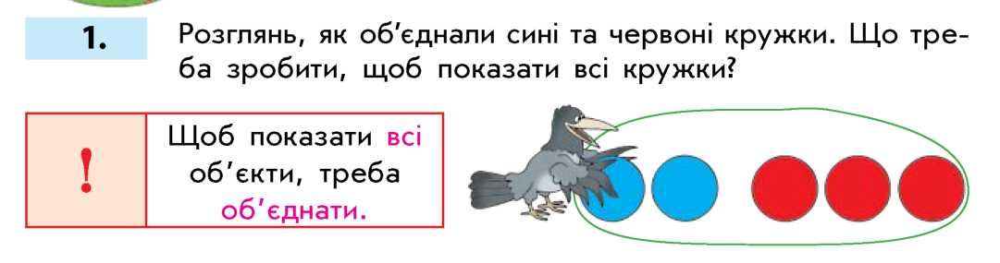 1.
Розглянь, як об’єднали сині та червоні кружки. Що тре-
ба зробити, щоб показати всі кружки?
!
Щоб показати всі
об’єкти, треба
об’єднати.